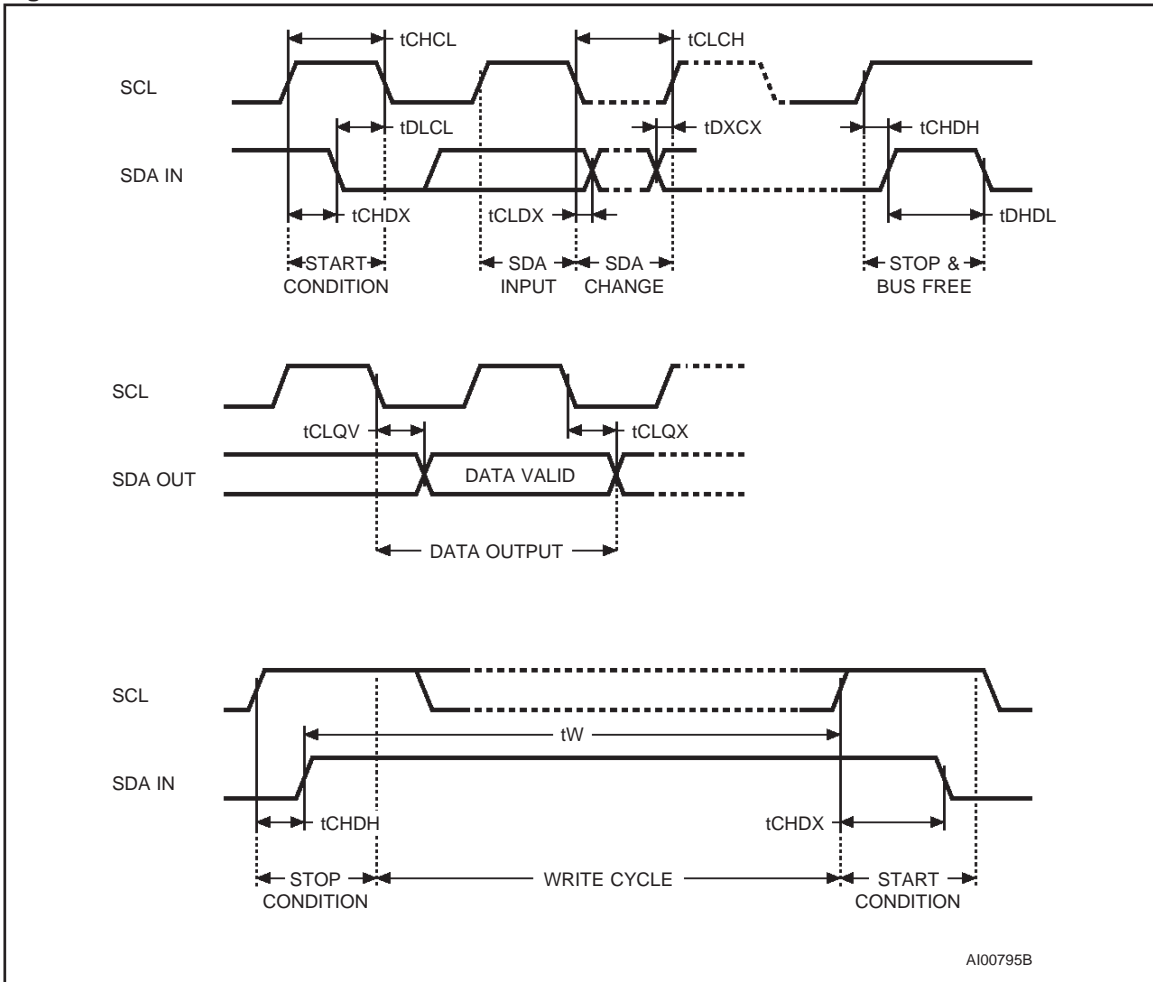 tCHCL
tCLCH
SCL
tDLCL
tDXCX
tCHDH
SDA IN
tCHDX
tCLDX
tDHDL
START CONDITION
SDA INPUT
SDA CHANGE
STOP & BUS FREE
SCL
tCLQV
tCLQX
SDA OUT
DATA VALID
DATA OUTPUT
SCL
tW
SDA IN
tCHDH
tCHDX
STOP CONDITION
WRITE CYCLE
START CONDITION
AI00795B